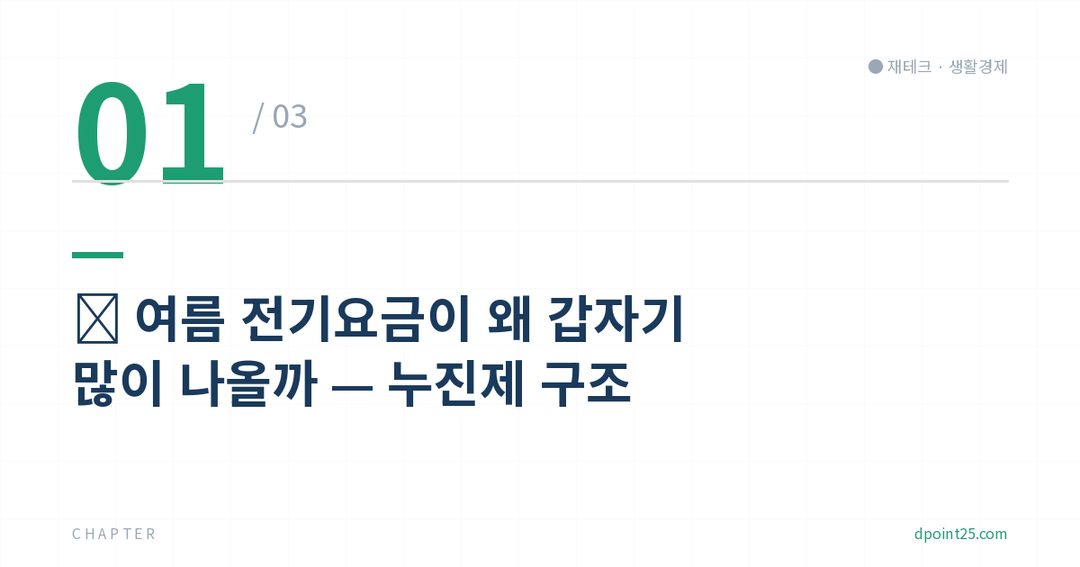 01 / 03
● 재테크 · 생활경제
여름 전기요금이 왜 갑자기
많이 나올까 — 누진제 구조
CHAPTER
dpoint25.com